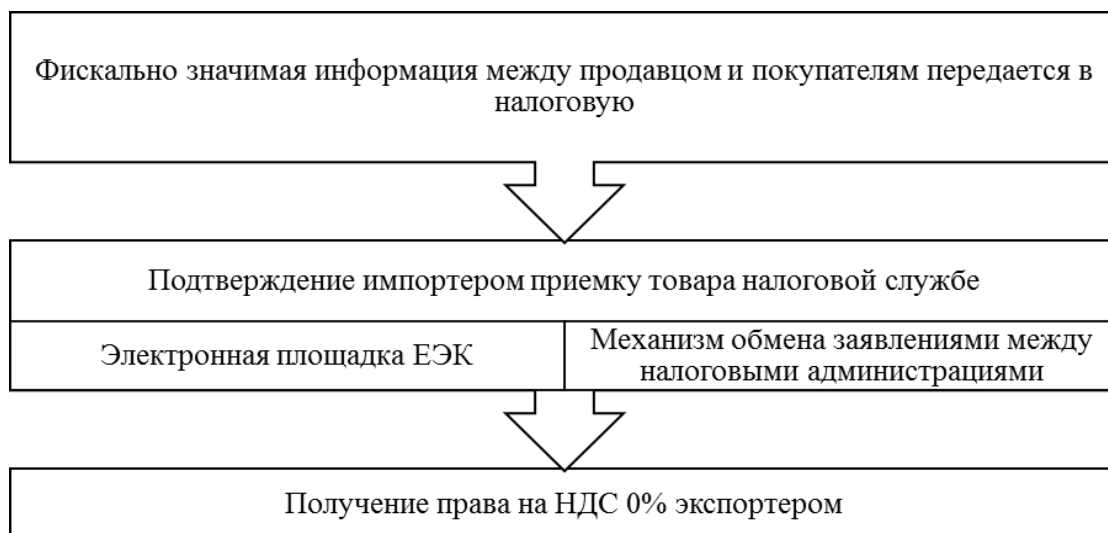 Фискально значимая информация между продавцом и покупателям передается в
налоговую
Подтверждение импортером приемку товара налоговой службе
Электронная площадка ЕЭК
Механизм обмена заявлениями между
налоговыми администрациями
Получение права на НДС 0% экспортером